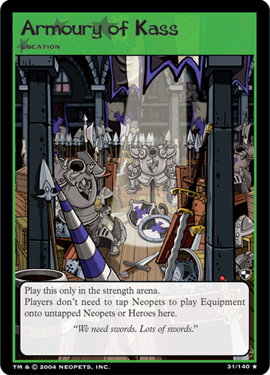 Armoury of Kass
LOCATION
Play this only in the strength arena.
Players don't need to tap Neopets to play Equipment
onto untapped Neopets or Heroes here.
"We need swords. Lots of swords."
TM & © 2004 NEOPETS, INC. 31/140 ★